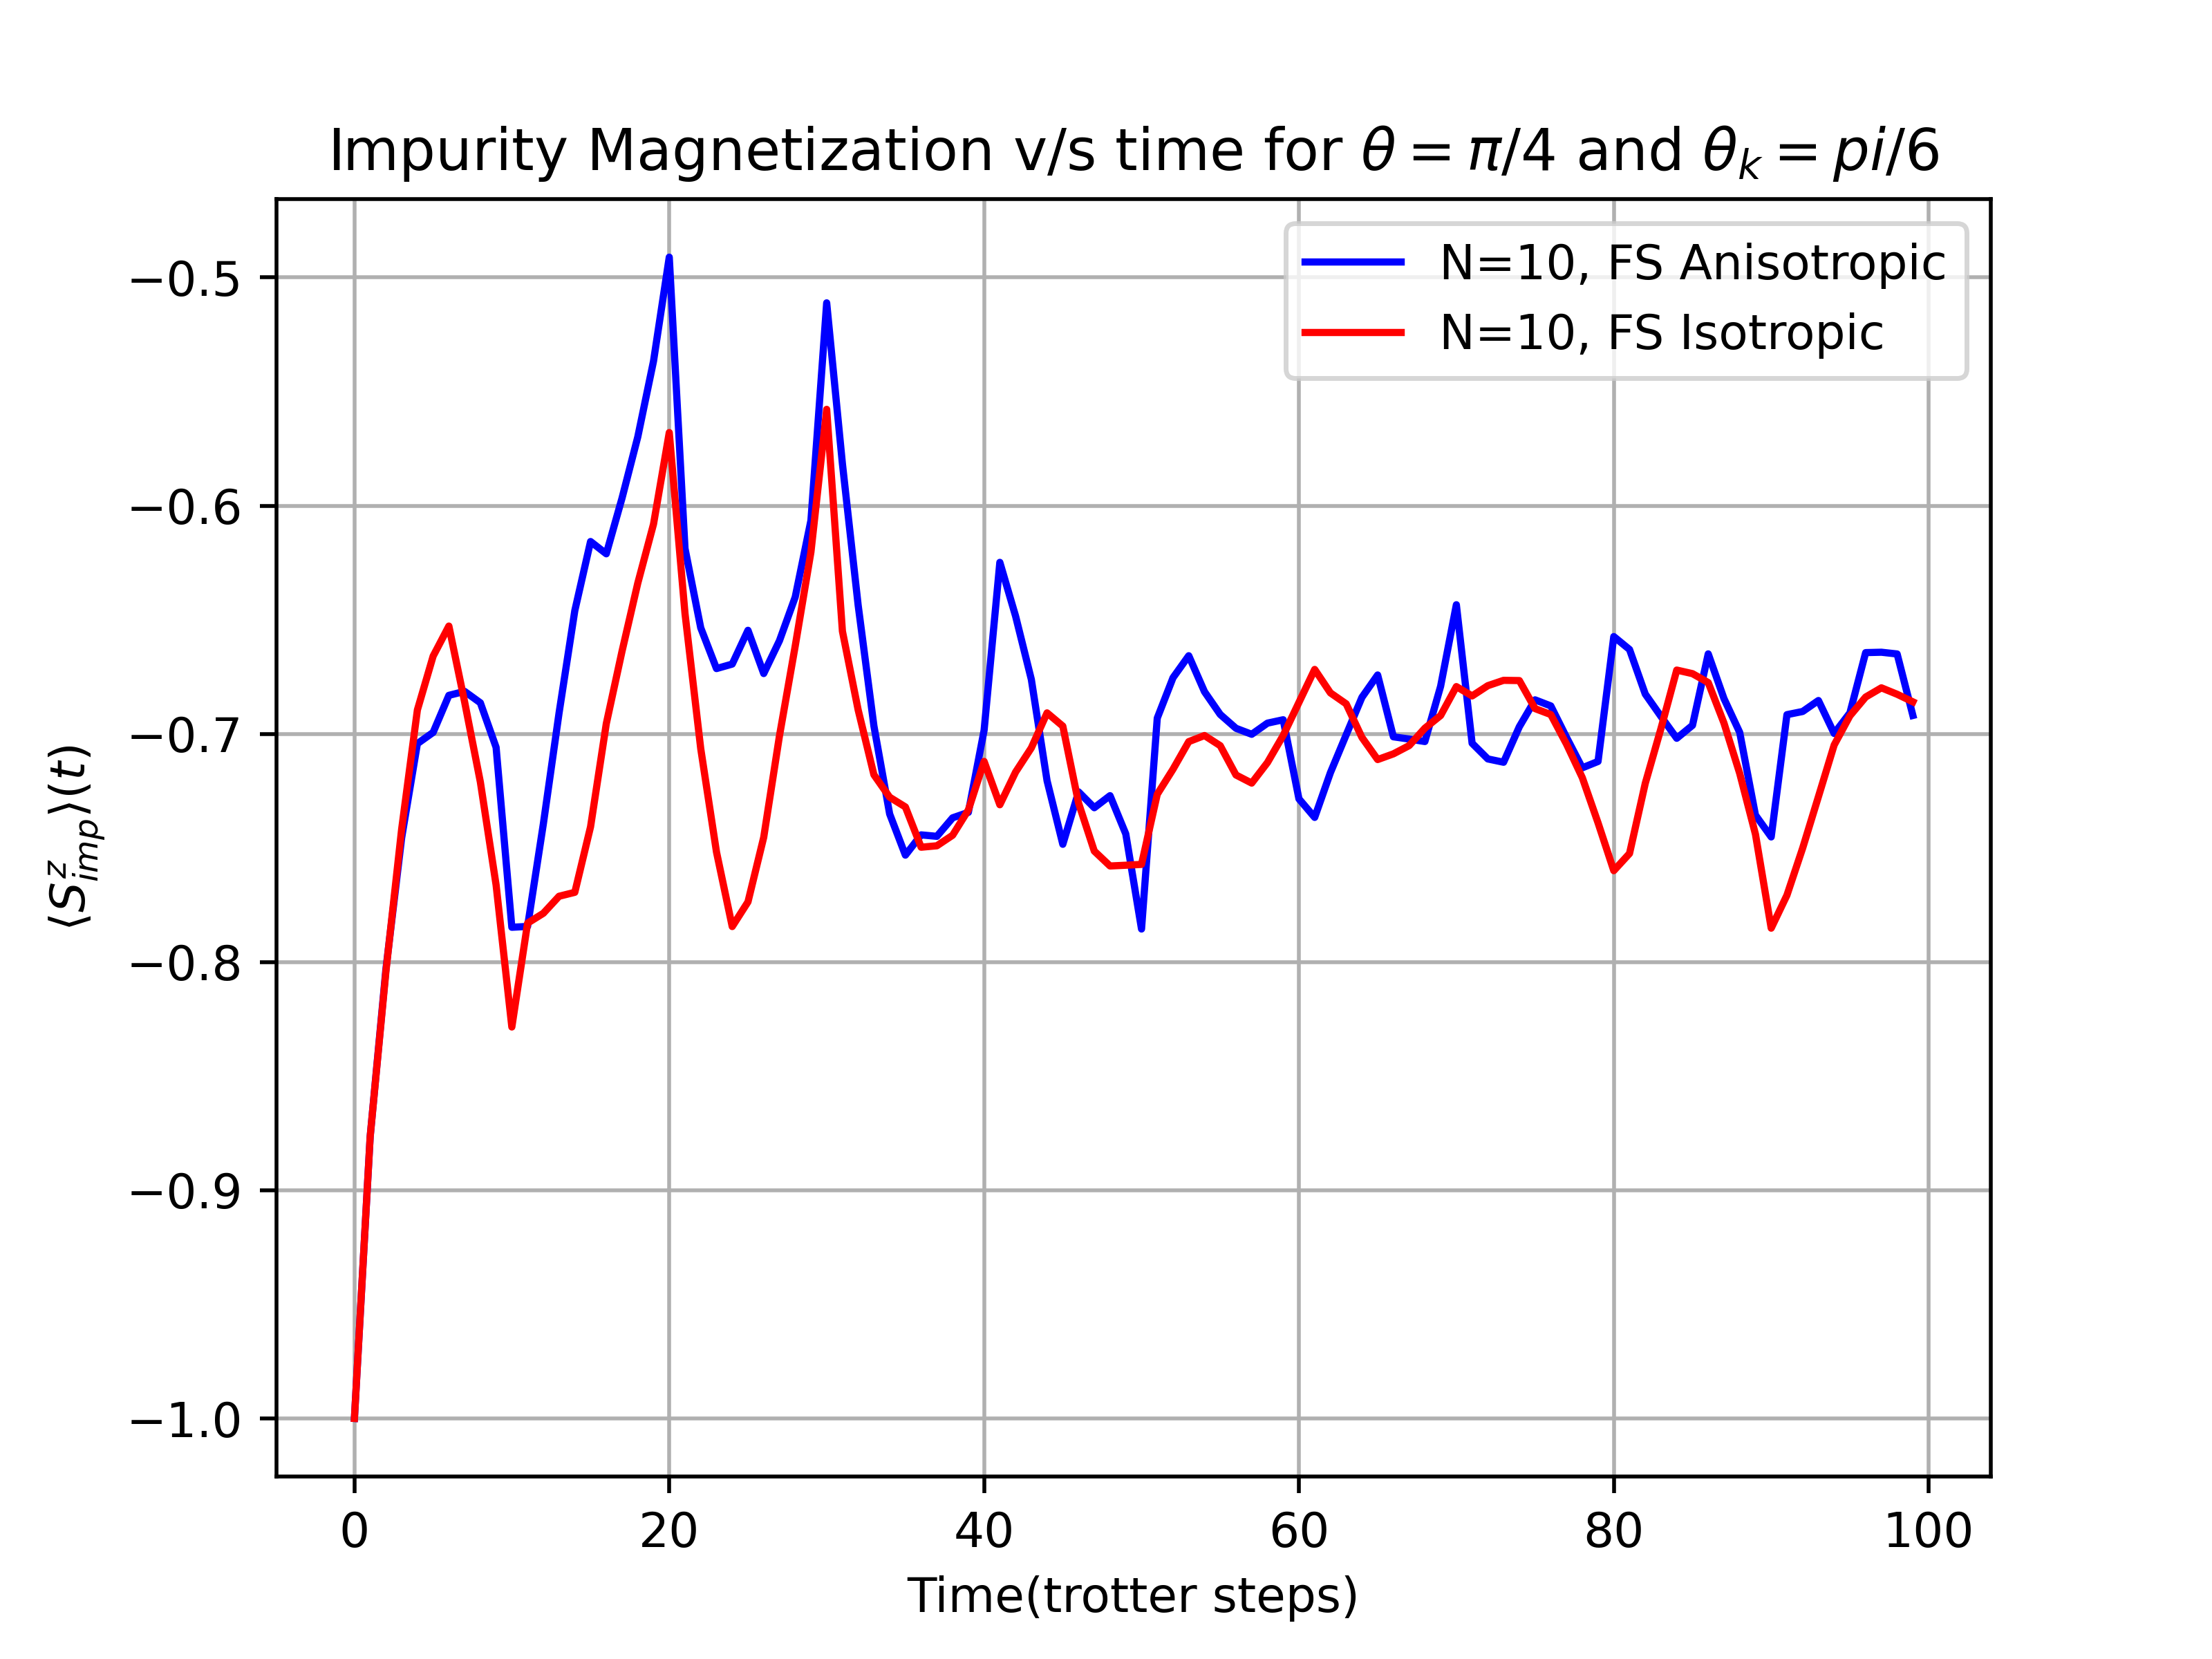 Impurity Magnetization v/s time for θ = π/4 and θ_k = pi/6
N=10, FS Anisotropic
N=10, FS Isotropic
⟨S^z_imp⟩(t)
−0.5
−0.6
−0.7
−0.8
−0.9
−1.0
0 20 40 60 80 100
Time(trotter steps)